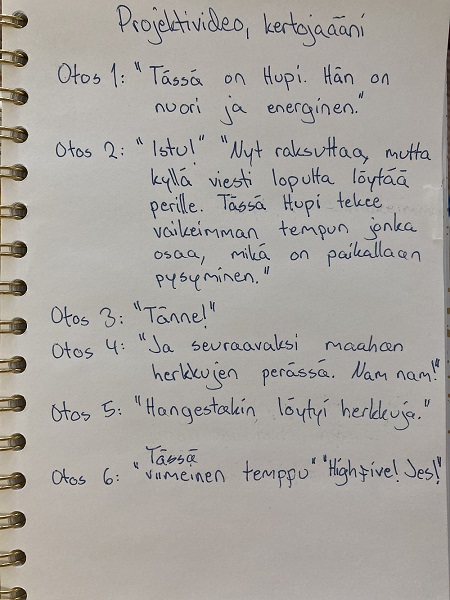 Projektivideo, kertojaääni
Otos 1: "Tässä on Hupi. Hän on
nuori ja energinen."
Otos 2: "Istu!" "Nyt raksuttaa, mutta
kyllä viesti lopulta löytää
perille. Tässä Hupi tekee
vaikeimman tempun jonka
osaa, mikä on paikallaan
pysyminen."
Otos 3: "Tänne!"
Otos 4: "Ja seuraavaksi maahan
herkkujen perässä. Nam nam!"
Otos 5: "Hangestakin löytyi herkkuja."
Tässä
Otos 6: "viimeinen temppu" "High five! Jes!"